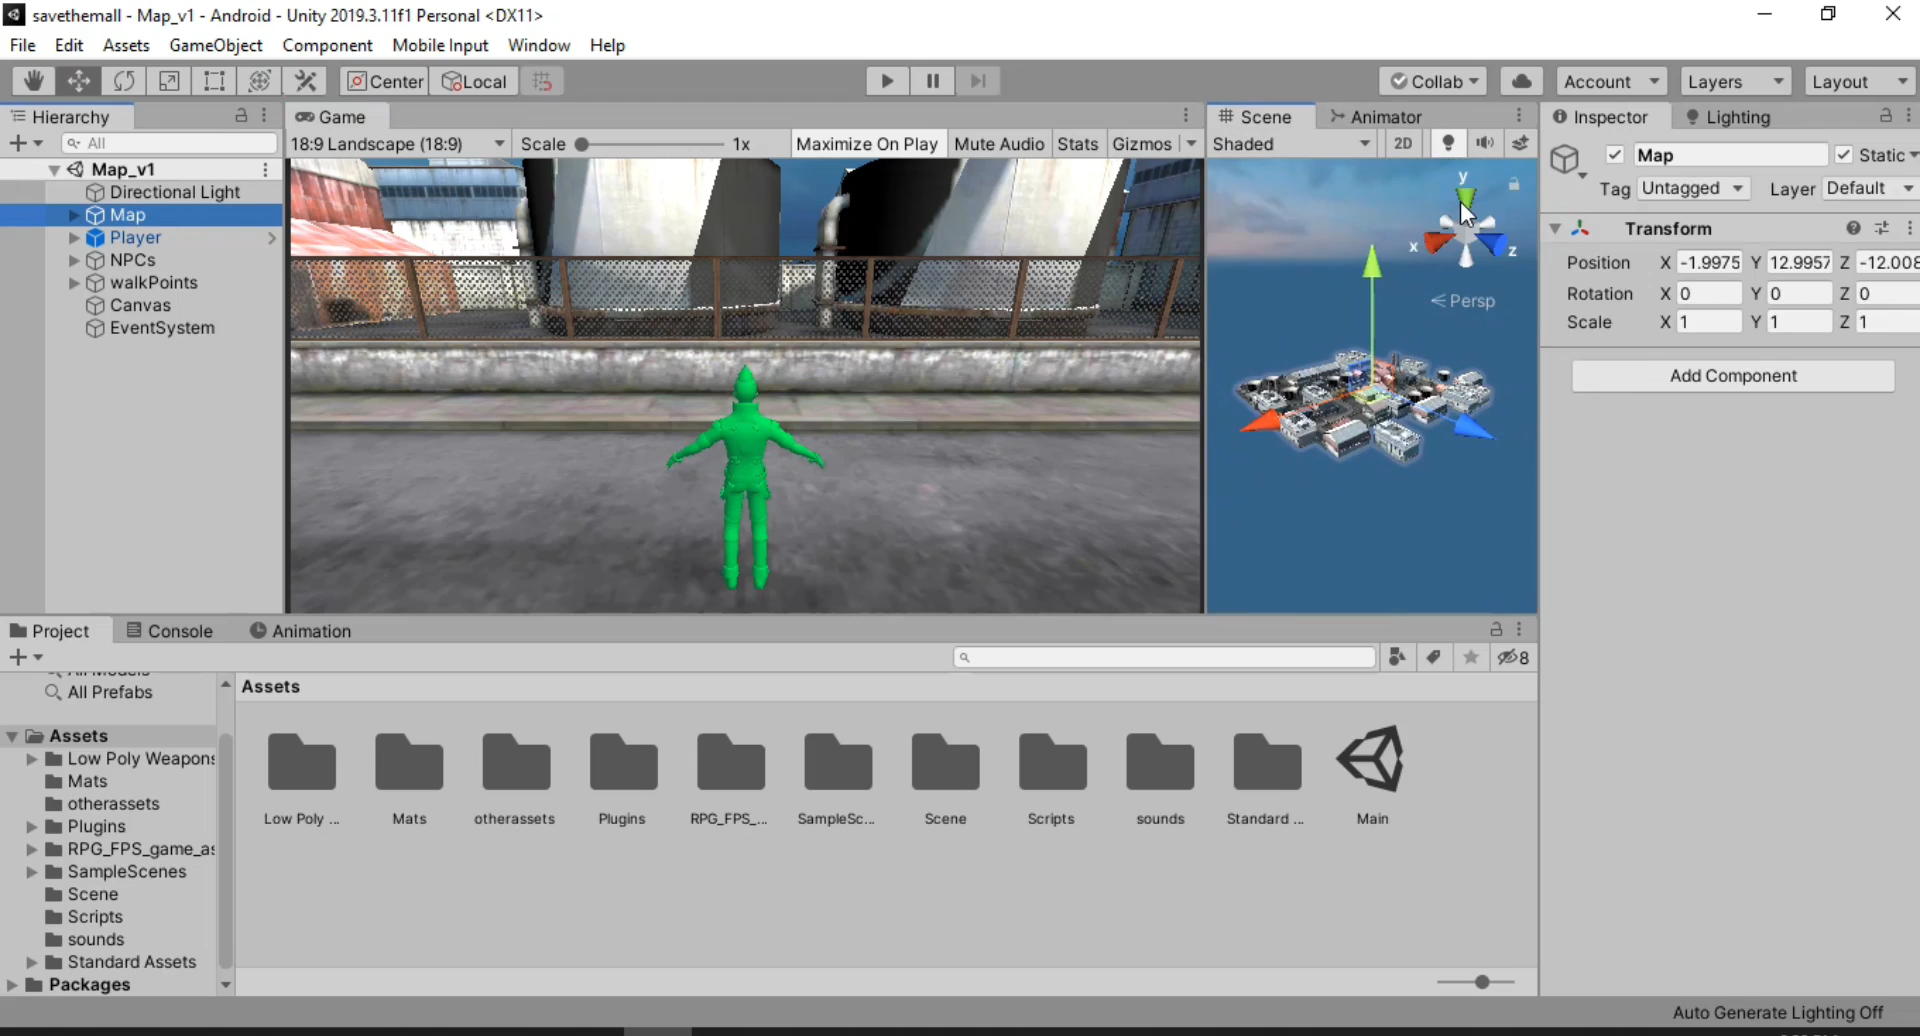 savethemall - Map_v1 - Android - Unity 2019.3.11f1 Personal <DX11>
File Edit Assets GameObject Component Mobile Input Window Help
Center Local Collab Account Layers Layout
Hierarchy
All
Map_v1
Directional Light
Map
Player
NPCs
walkPoints
Canvas
EventSystem
Game
18:9 Landscape (18:9) Scale 1x Maximize On Play Mute Audio Stats Gizmos
Scene Animator
Shaded 2D
y
x
z
Persp
Inspector Lighting
Map Static
Tag Untagged Layer Default
Transform
Position X -1.9975 Y 12.9957 Z -12.008
Rotation X 0 Y 0 Z 0
Scale X 1 Y 1 Z 1
Add Component
Project Console Animation
8
All Models
All Prefabs
Assets
Low Poly Weapons
Mats
otherassets
Plugins
RPG_FPS_game_as
SampleScenes
Scene
Scripts
sounds
Standard Assets
Packages
Assets
Low Poly ... Mats otherassets Plugins RPG_FPS_... SampleSc... Scene Scripts sounds Standard ... Main
Auto Generate Lighting Off